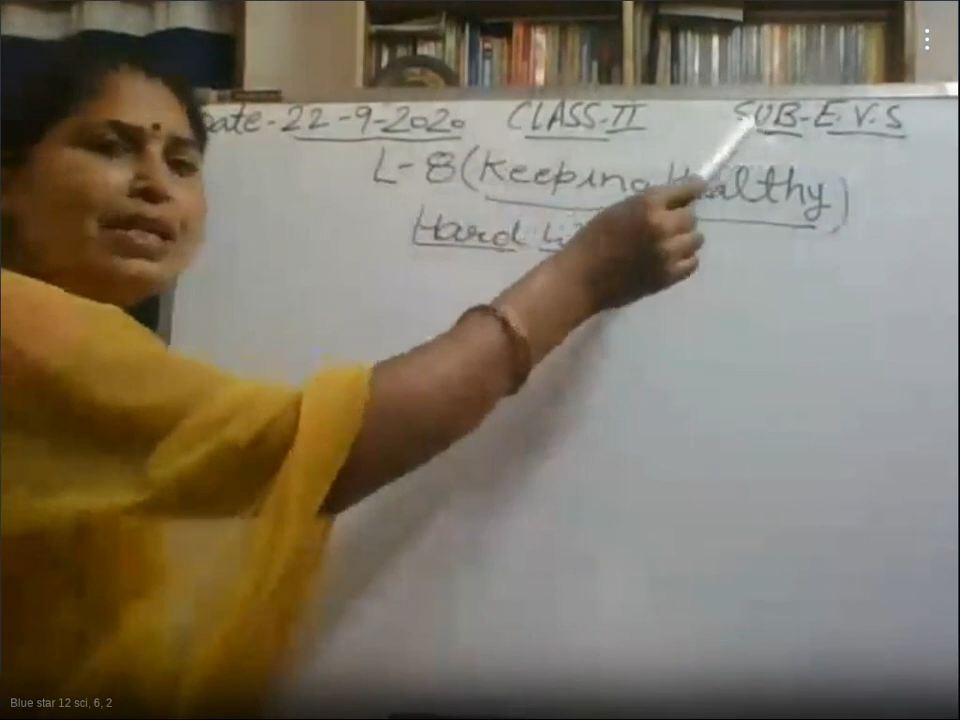 Date-22-9-2020 CLASS-II SUB-E.V.S
L-8(Keeping Healthy)
Hard
Blue star 12 sci, 6, 2